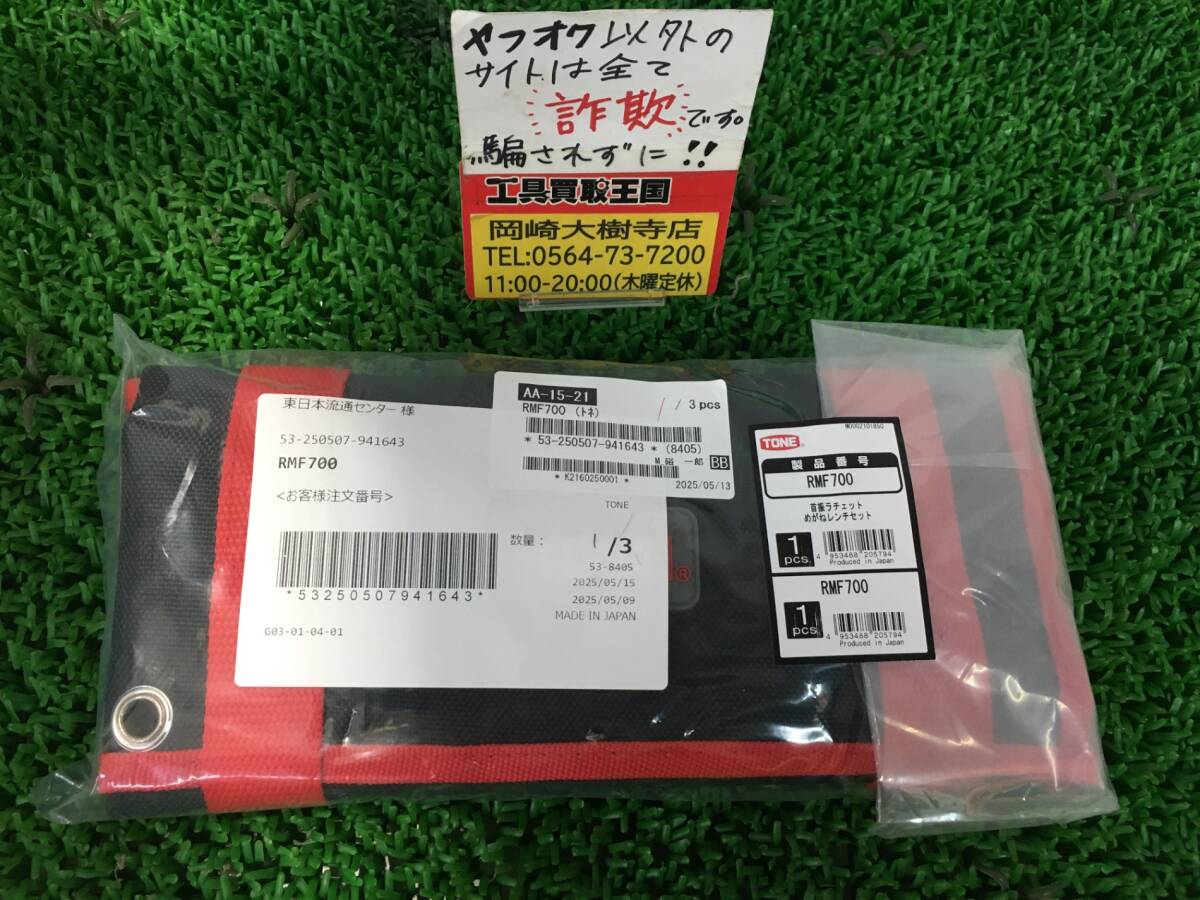 ヤフオク以外の
サイトは全て
詐欺です。
騙されずに!!
工具買取王国
岡崎大樹寺店
TEL:0564-73-7200
11:00-20:00(木曜定休)
東日本流通センター 様
53-250507-941643
RMF700
<お客様注文番号>
*53250507941643*
G03-01-04-01
TONE
数量: 1/3
53-8405
2025/05/15
2025/05/09
MADE IN JAPAN
AA-15-21
RMF700 (トネ)
1 / 3 pcs
* 53-250507-941643 * (8405)
一郎 BB
* K2160250001 *
2025/05/13
®
TONE®
製品番号
RMF700
首振ラチェット
めがねレンチセット
1 pcs.
4 953488 205794
Produced in Japan
RMF700
1 pcs.
4 953488 205794
Produced in Japan